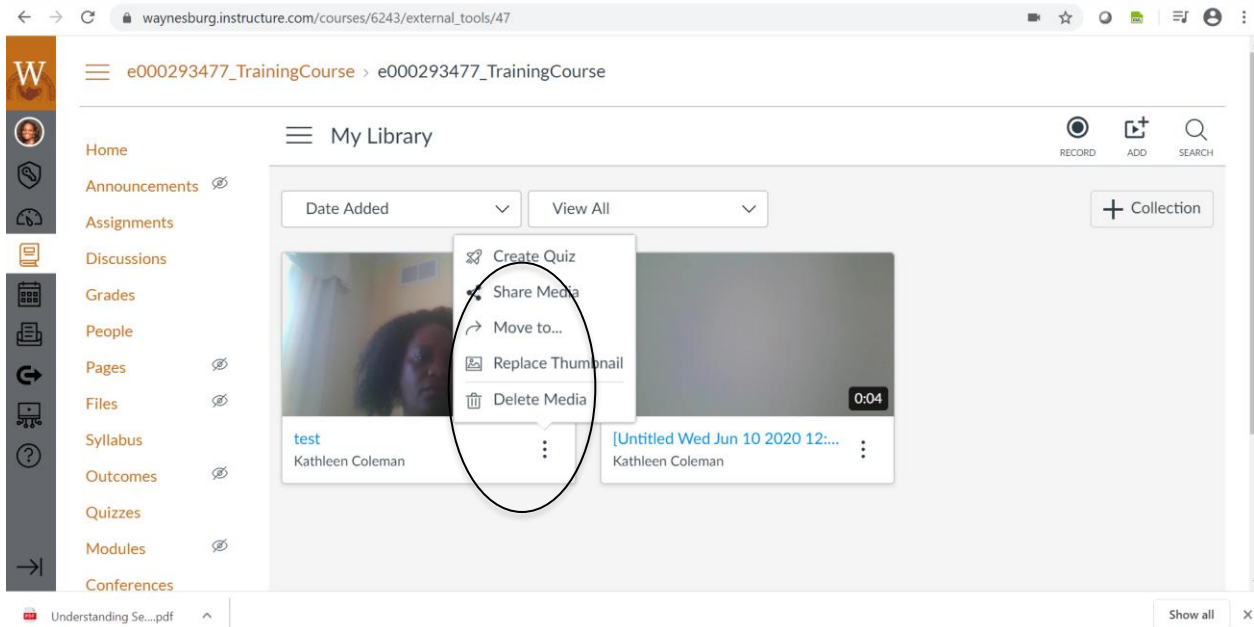 waynesburg.instructure.com/courses/6243/external_tools/47
W
e000293477_TrainingCourse > e000293477_TrainingCourse
My Library
RECORD
ADD
SEARCH
Home
Announcements
Assignments
Discussions
Grades
People
Pages
Files
Syllabus
Outcomes
Quizzes
Modules
Conferences
Date Added
View All
+ Collection
Create Quiz
Share Media
Move to...
Replace Thumbnail
Delete Media
0:04
test
Kathleen Coleman
[Untitled Wed Jun 10 2020 12:...
Kathleen Coleman
Understanding Se....pdf
Show all